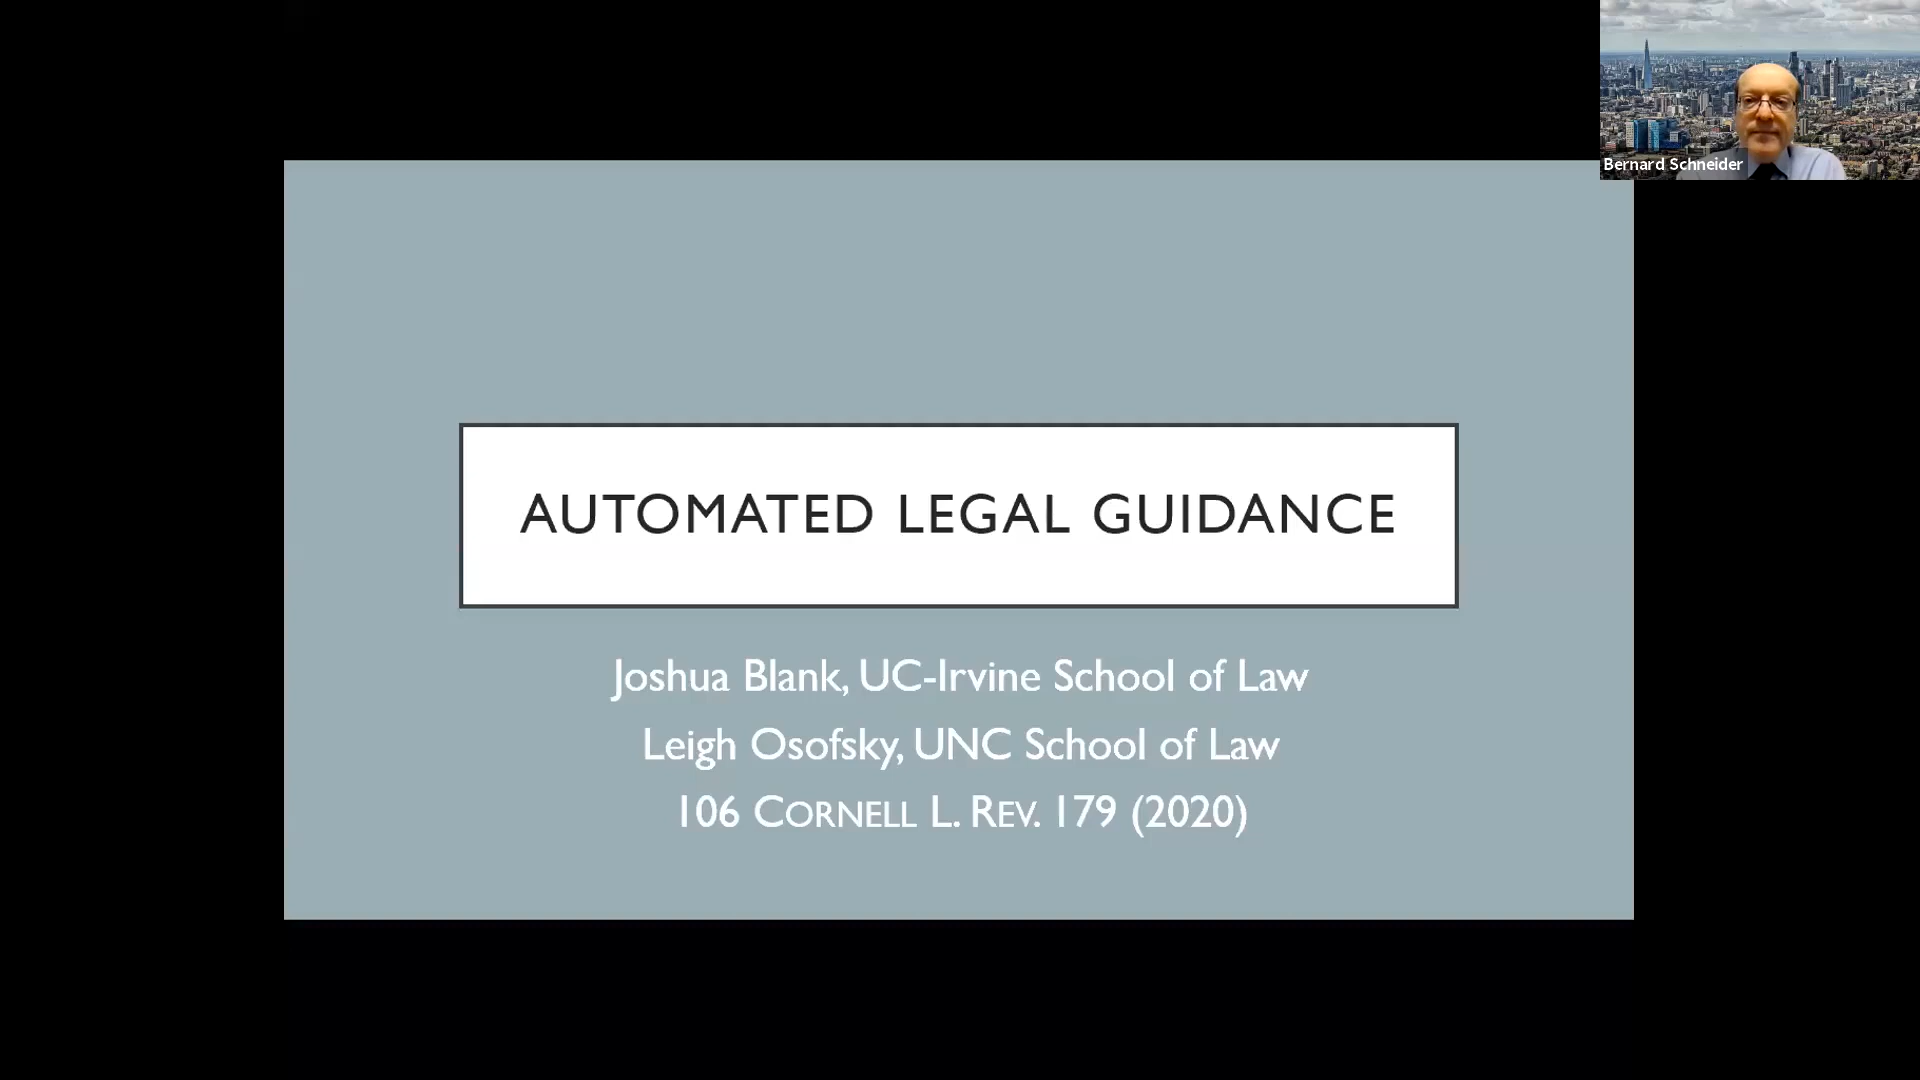 Bernard Schneider
AUTOMATED LEGAL GUIDANCE
Joshua Blank, UC-Irvine School of Law
Leigh Osofsky, UNC School of Law
106 CORNELL L. REV. 179 (2020)